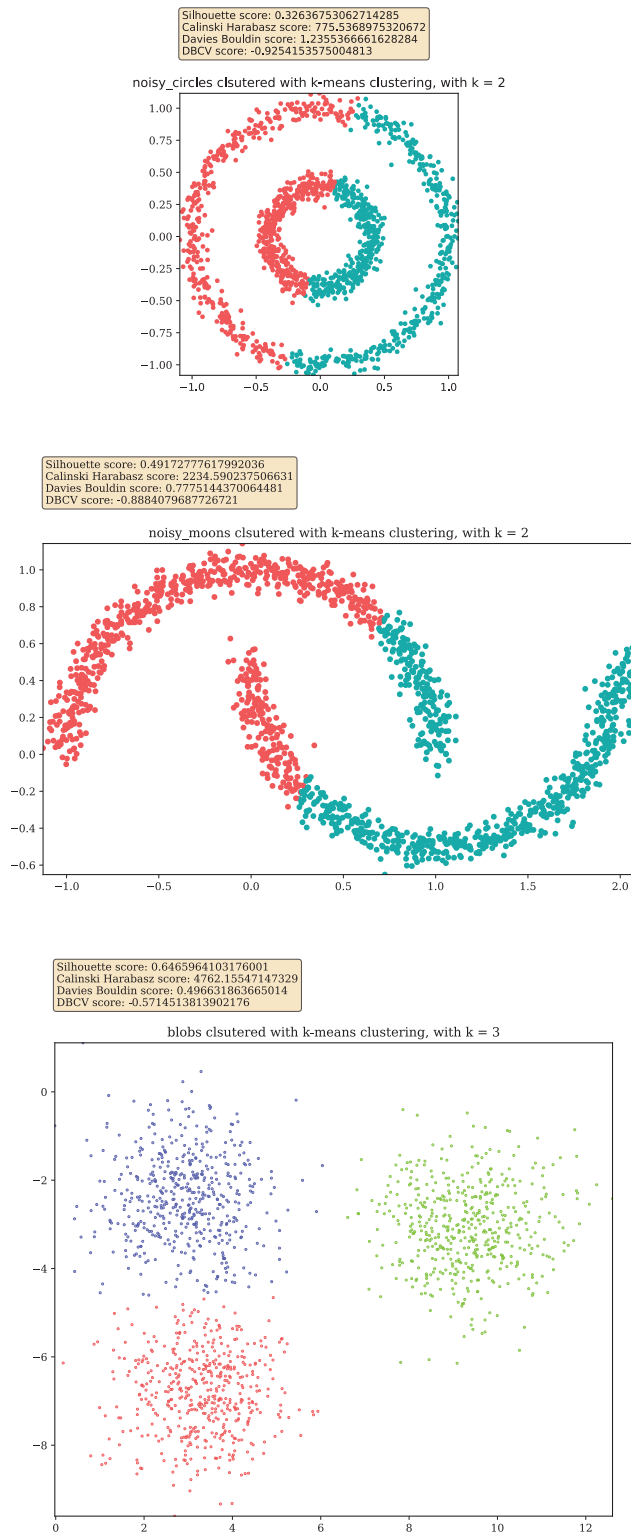 Silhouette score: 0.32636753062714285
Calinski Harabasz score: 775.5368975320672
Davies Bouldin score: 1.2355366661628284
DBCV score: -0.9254153575004813
noisy_circles clsutered with k-means clustering, with k = 2
1.00
0.75
0.50
0.25
0.00
−0.25
−0.50
−0.75
−1.00
−1.0 −0.5 0.0 0.5 1.0
Silhouette score: 0.49172777617992036
Calinski Harabasz score: 2234.590237506631
Davies Bouldin score: 0.7775144370064481
DBCV score: -0.8884079687726721
noisy_moons clsutered with k-means clustering, with k = 2
1.0
0.8
0.6
0.4
0.2
0.0
−0.2
−0.4
−0.6
−1.0 −0.5 0.0 0.5 1.0 1.5 2.0
Silhouette score: 0.6465964103176001
Calinski Harabasz score: 4762.15547147329
Davies Bouldin score: 0.496631863665014
DBCV score: -0.5714513813902176
blobs clsutered with k-means clustering, with k = 3
0
−2
−4
−6
−8
0 2 4 6 8 10 12